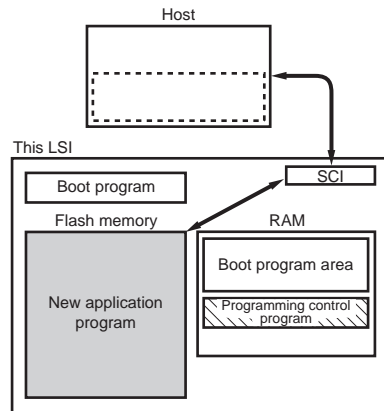 Host
This LSI
SCI
Boot program
Flash memory
RAM
Boot program area
New application
program
Programming control
program